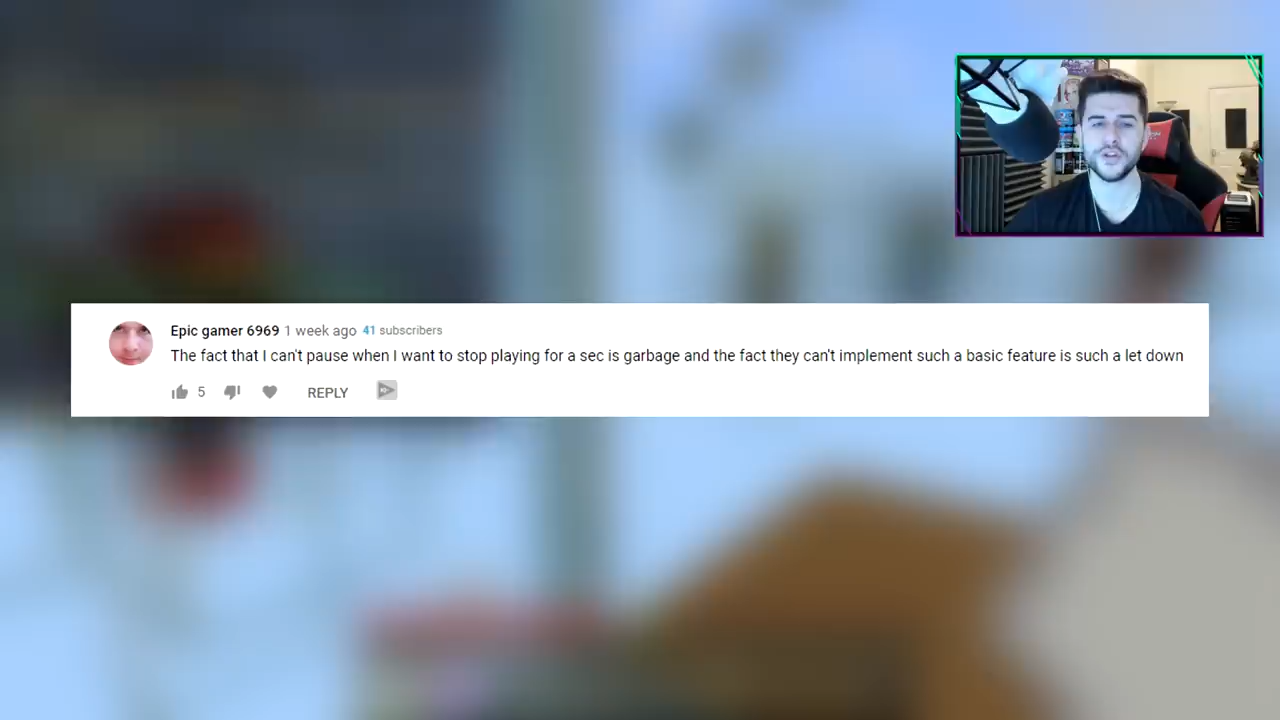 Epic gamer 6969 1 week ago 41 subscribers
The fact that I can't pause when I want to stop playing for a sec is garbage and the fact they can't implement such a basic feature is such a let down
5 REPLY